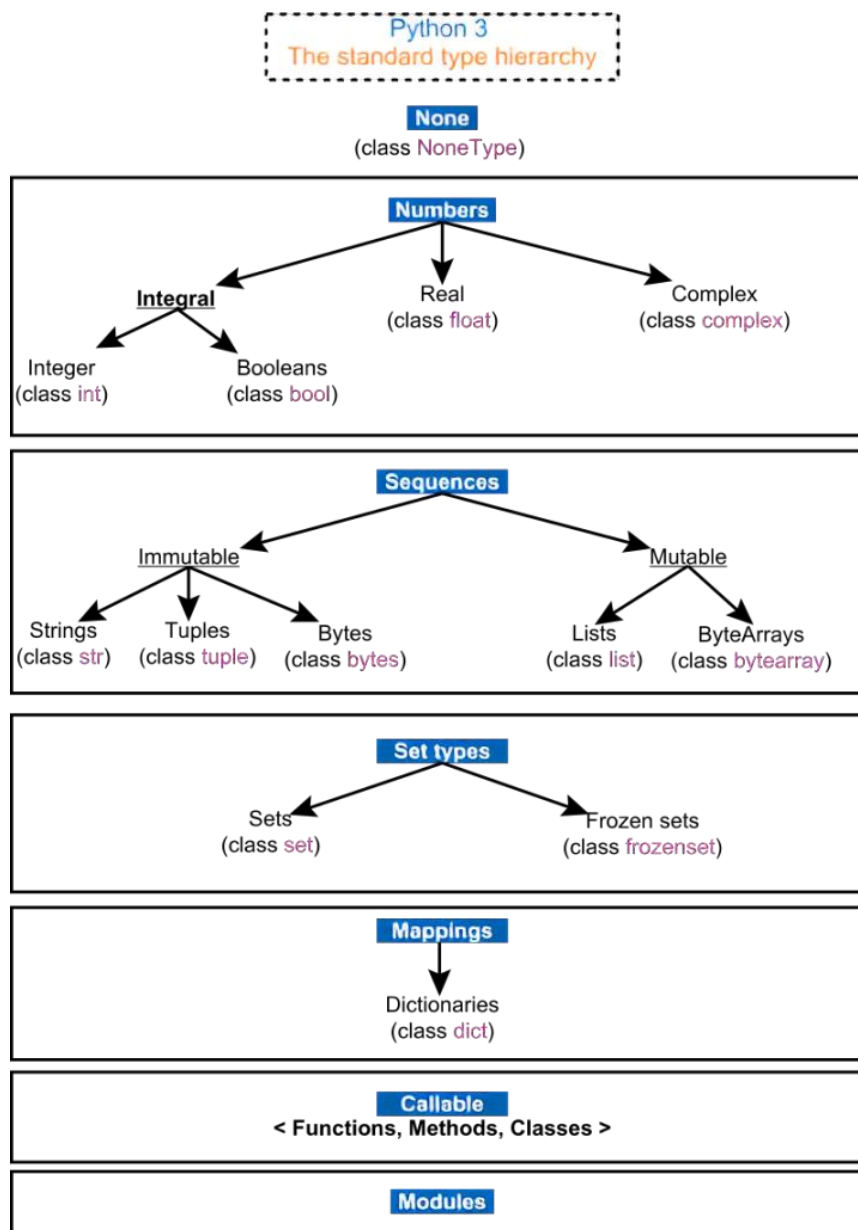 Python 3
The standard type hierarchy
None
(class NoneType)
Numbers
Integral
Real
(class float)
Complex
(class complex)
Integer
(class int)
Booleans
(class bool)
Sequences
Immutable
Mutable
Strings
(class str)
Tuples
(class tuple)
Bytes
(class bytes)
Lists
(class list)
ByteArrays
(class bytearray)
Set types
Sets
(class set)
Frozen sets
(class frozenset)
Mappings
Dictionaries
(class dict)
Callable
< Functions, Methods, Classes >
Modules